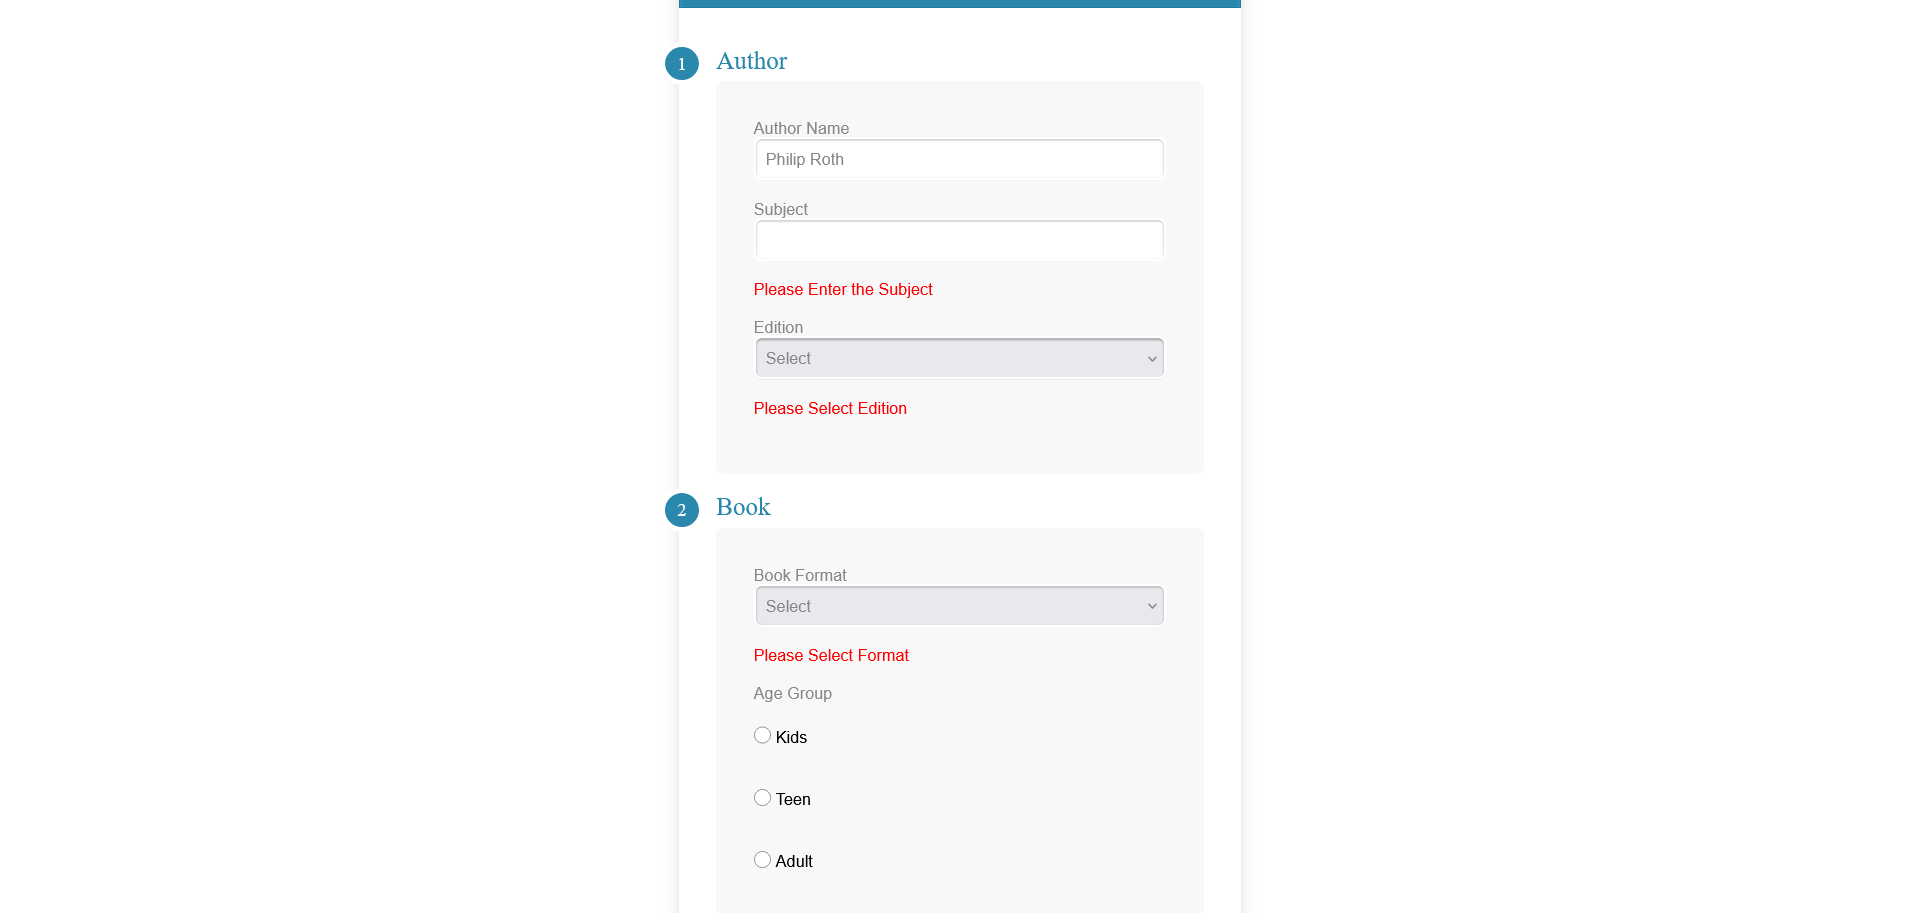 1
Author
Author Name
Philip Roth
Subject
Please Enter the Subject
Edition
Select
Please Select Edition
2
Book
Book Format
Select
Please Select Format
Age Group
Kids
Teen
Adult